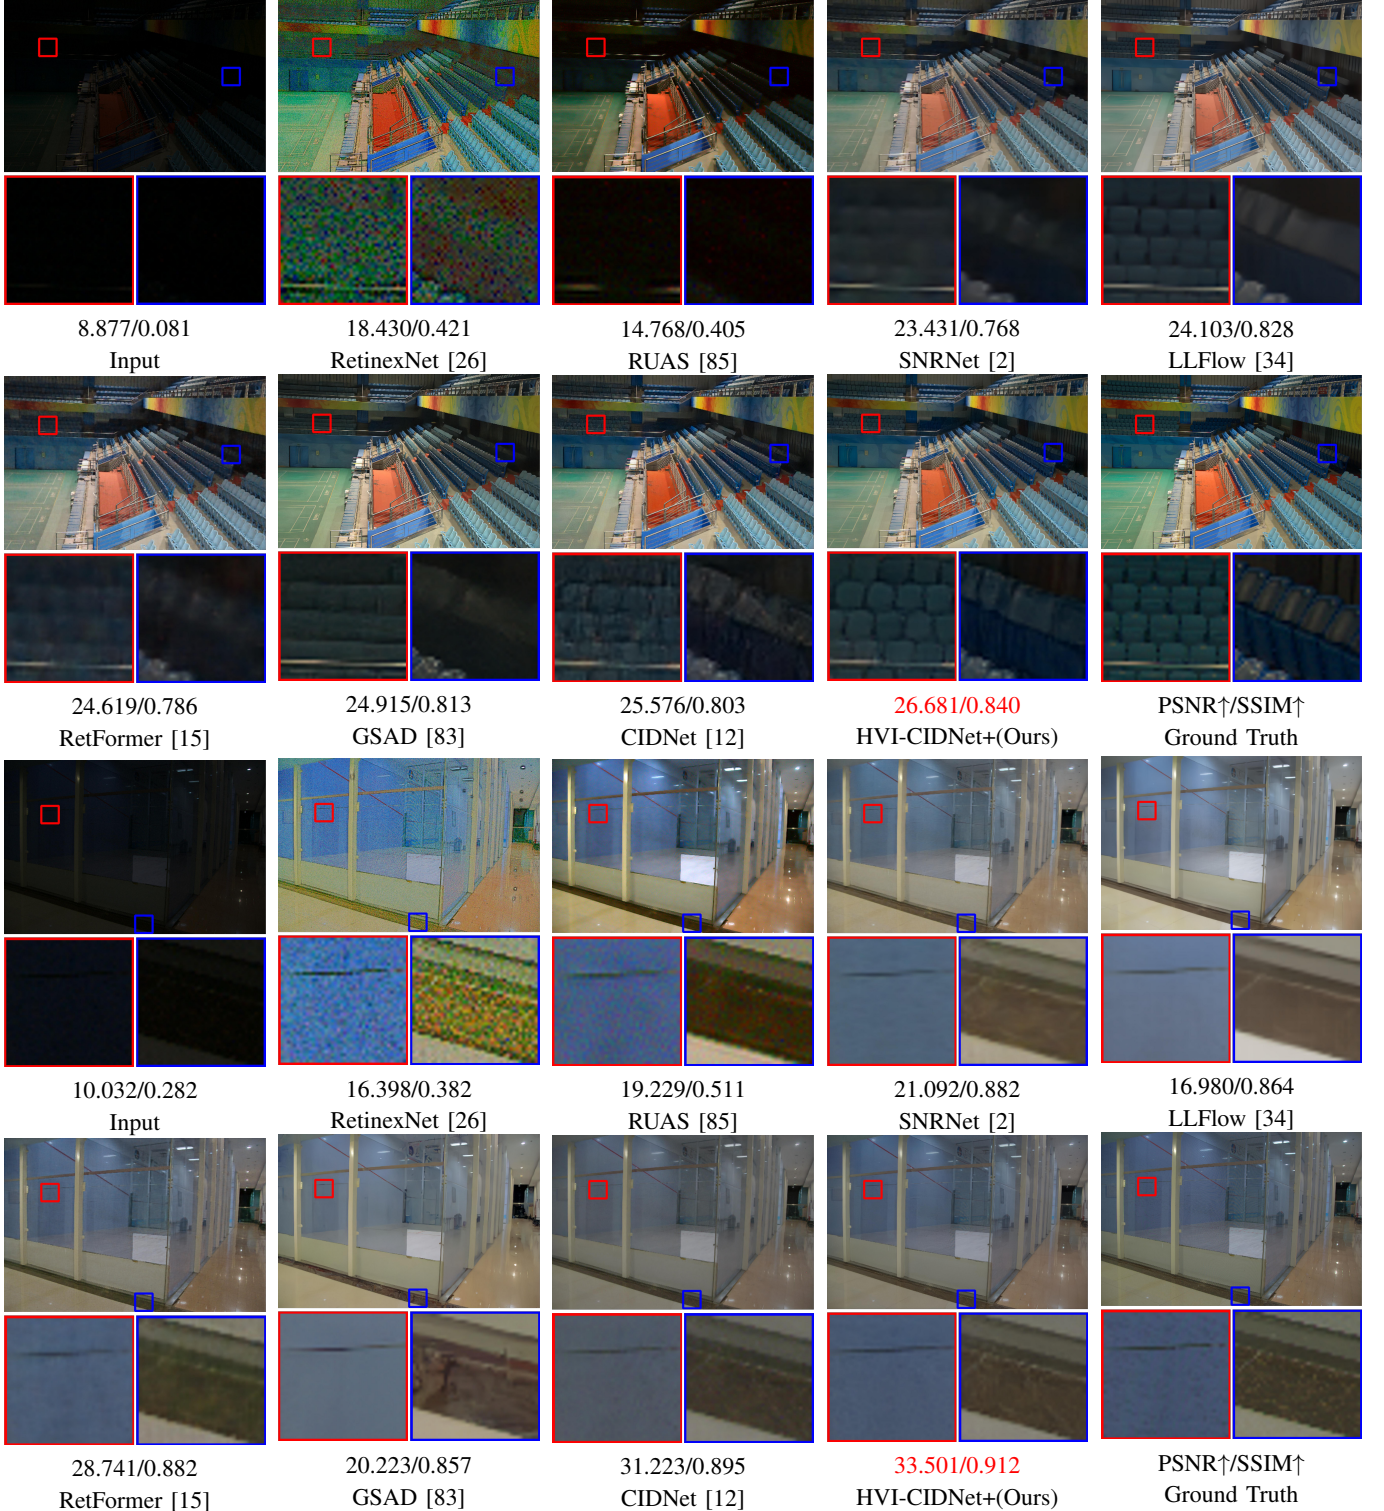 8.877/0.081 18.430/0.421 14.768/0.405 23.431/0.768 24.103/0.828
Input RetinexNet [26] RUAS [85] SNRNet [2] LLFlow [34]
24.619/0.786 24.915/0.813 25.576/0.803 26.681/0.840 PSNR↑/SSIM↑
RetFormer [15] GSAD [83] CIDNet [12] HVI-CIDNet+(Ours) Ground Truth
10.032/0.282 16.398/0.382 19.229/0.511 21.092/0.882 16.980/0.864
Input RetinexNet [26] RUAS [85] SNRNet [2] LLFlow [34]
28.741/0.882 20.223/0.857 31.223/0.895 33.501/0.912 PSNR↑/SSIM↑
RetFormer [15] GSAD [83] CIDNet [12] HVI-CIDNet+(Ours) Ground Truth